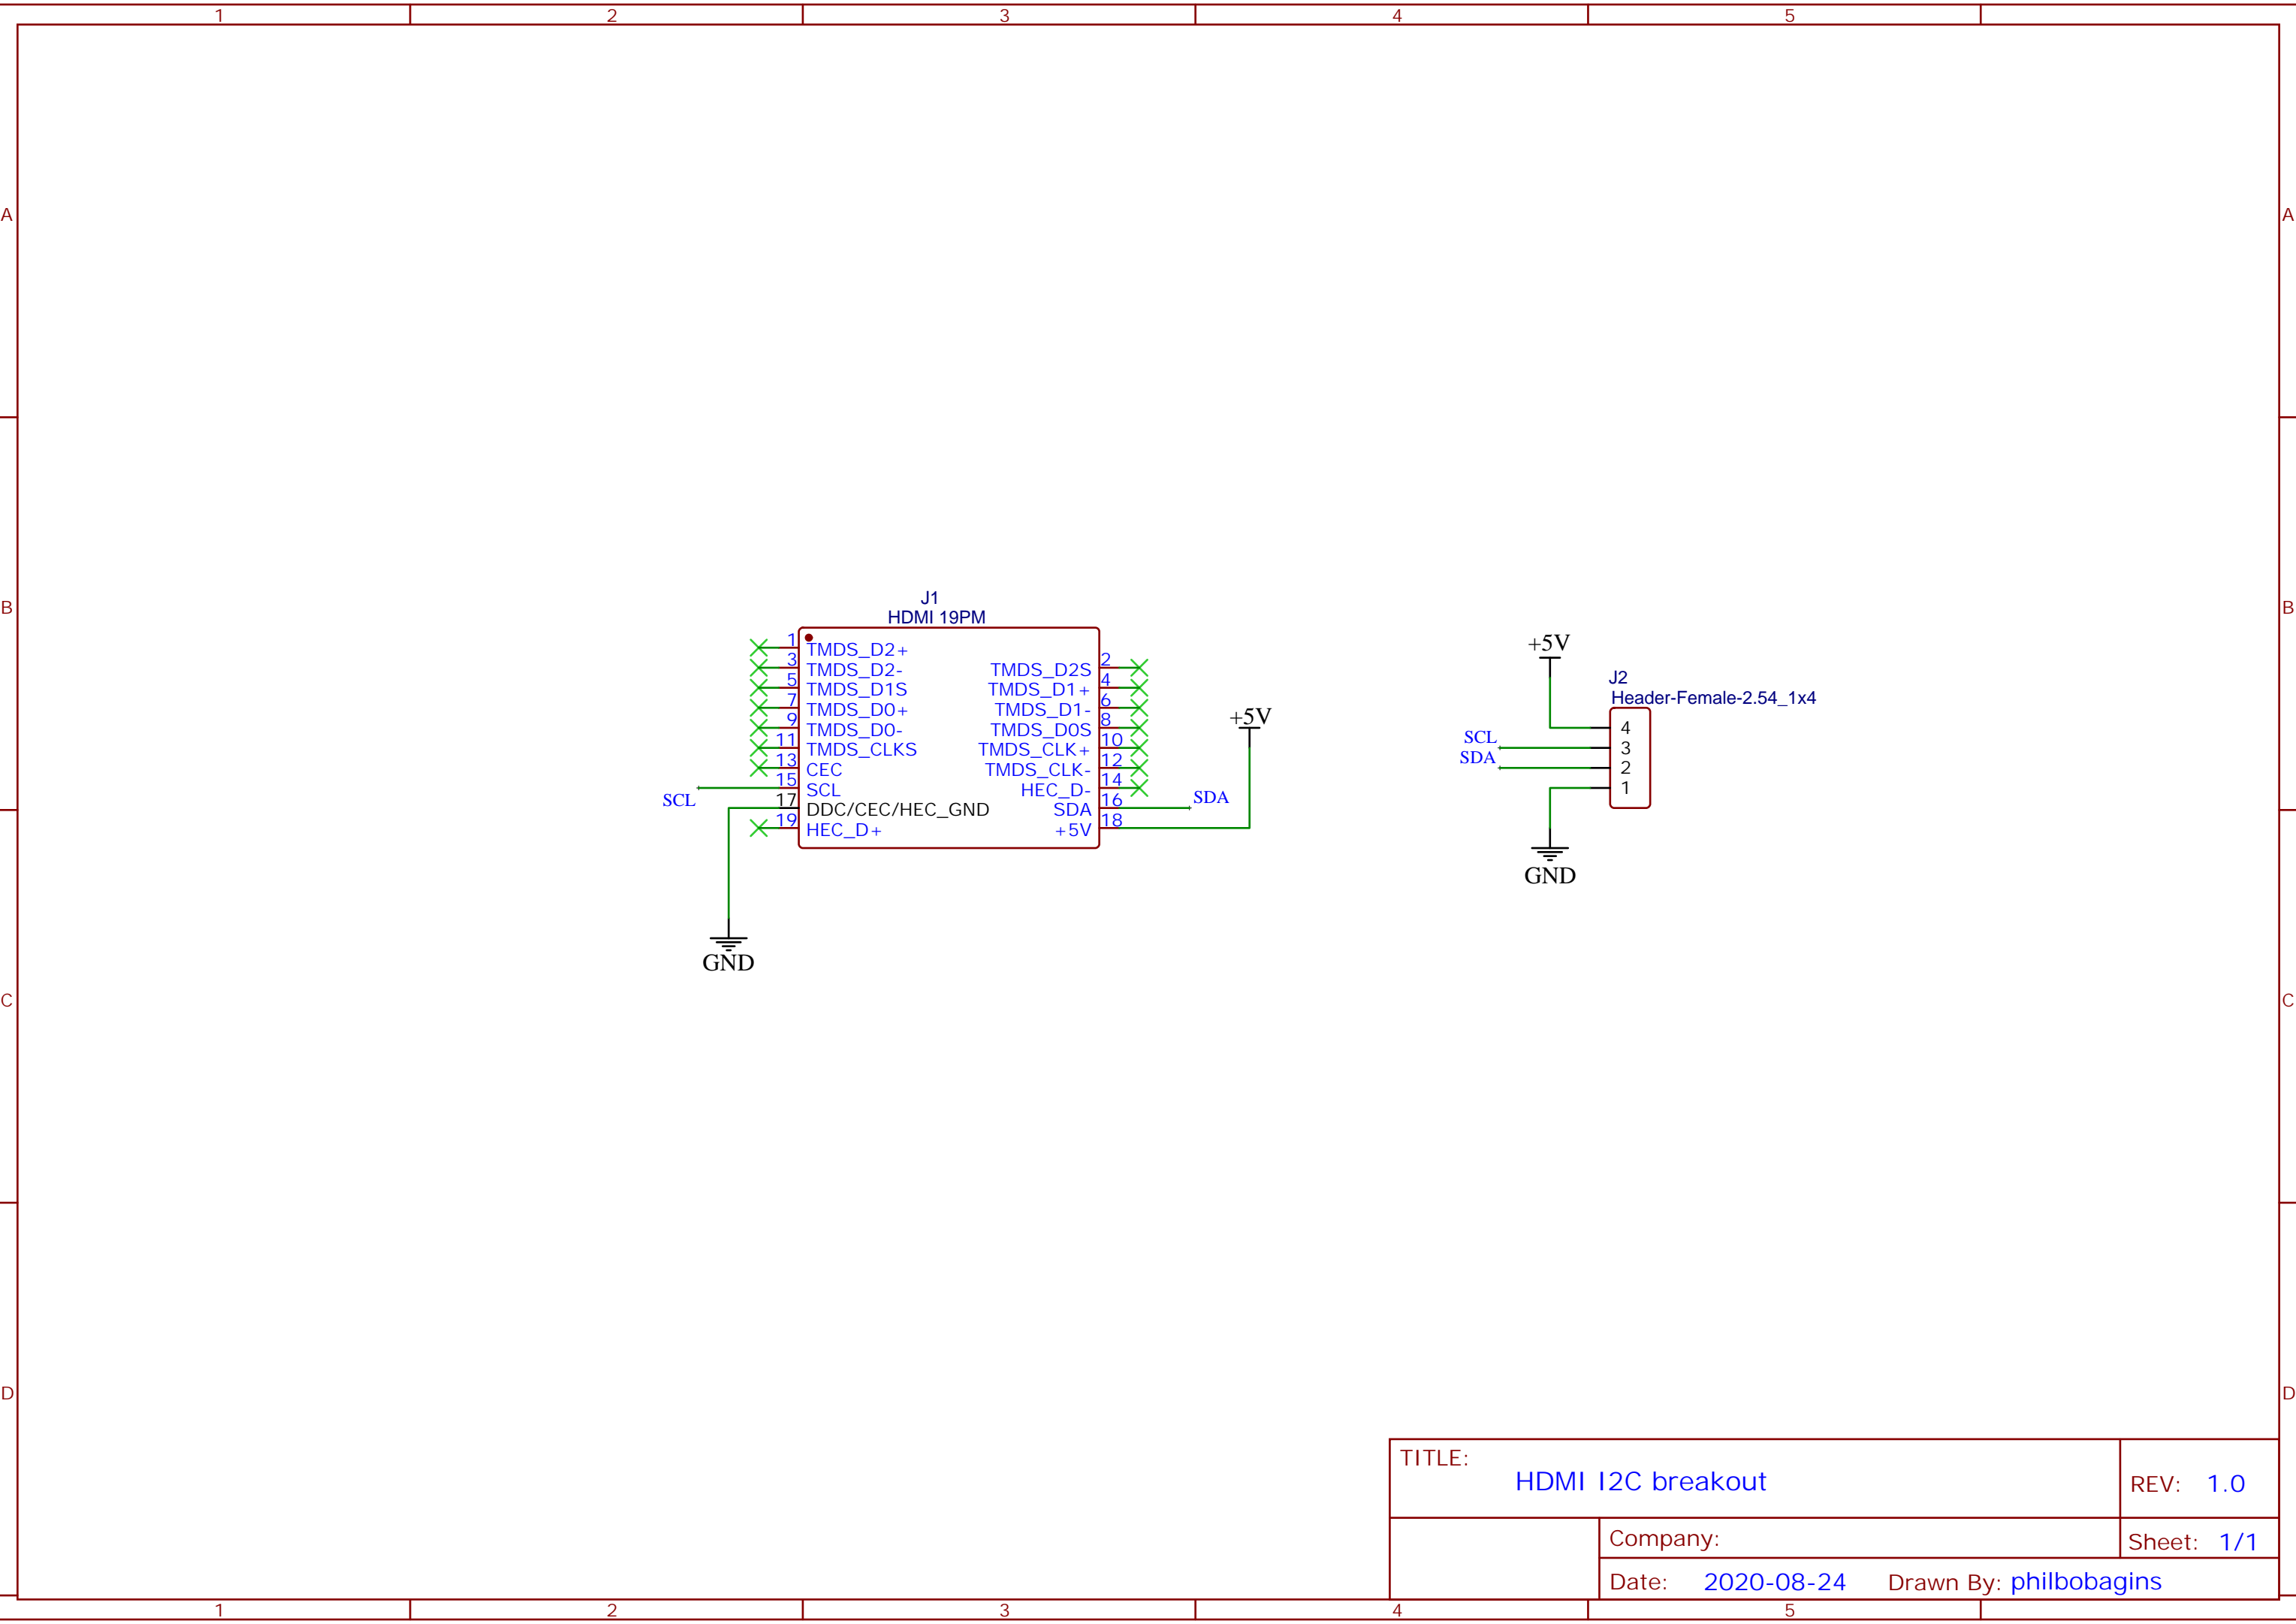 1 2 3 4 5
A A
B B
C C
D D
J1
HDMI 19PM
1 TMDS_D2+
3 TMDS_D2-
5 TMDS_D1S
7 TMDS_D0+
9 TMDS_D0-
11 TMDS_CLKS
13 CEC
15 SCL
17 DDC/CEC/HEC_GND
19 HEC_D+
TMDS_D2S 2
TMDS_D1+ 4
TMDS_D1- 6
TMDS_D0S 8
TMDS_CLK+ 10
TMDS_CLK- 12
HEC_D- 14
SDA 16
+5V 18
SCL
GND
SDA
+5V
+5V
J2
Header-Female-2.54_1x4
SCL
SDA
4
3
2
1
GND
TITLE:
HDMI I2C breakout
REV: 1.0
Company:
Sheet: 1/1
Date: 2020-08-24 Drawn By: philbobagins
1 2 3 4 5